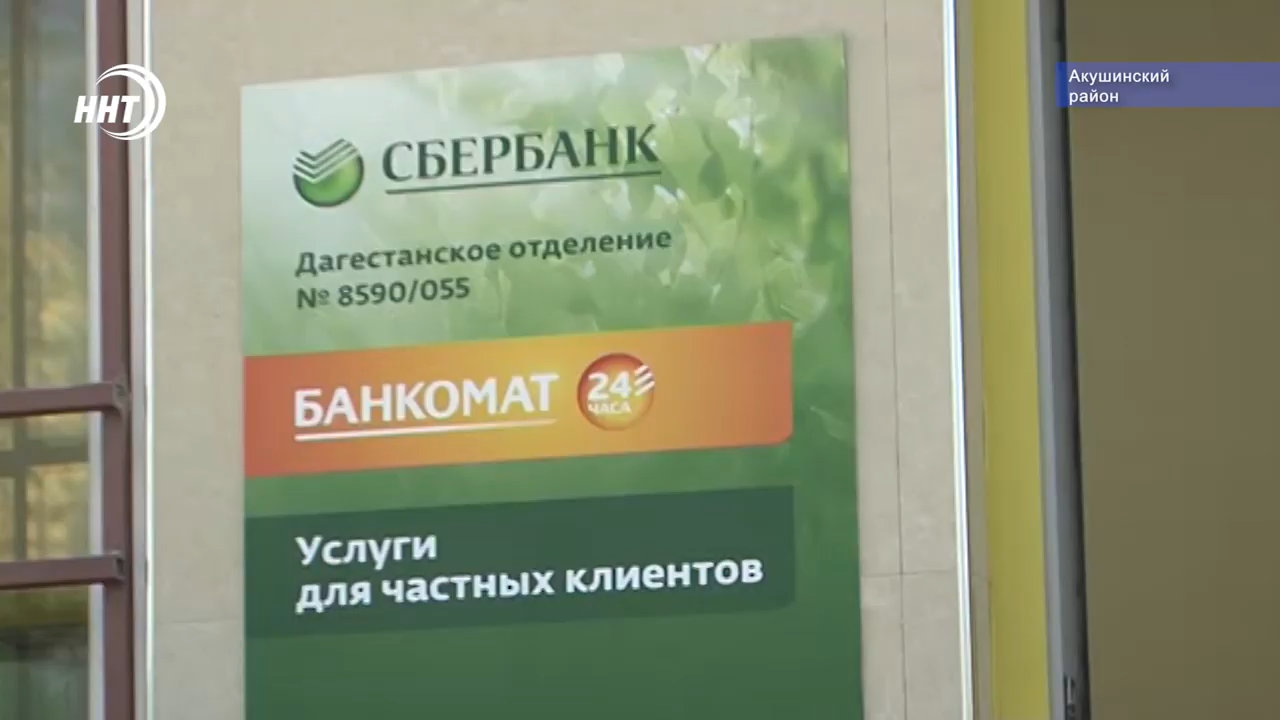 ННТ
Акушинский
район
СБЕРБАНК
Дагестанское отделение
№ 8590/055
БАНКОМАТ
24
ЧАСА
Услуги
для частных клиентов